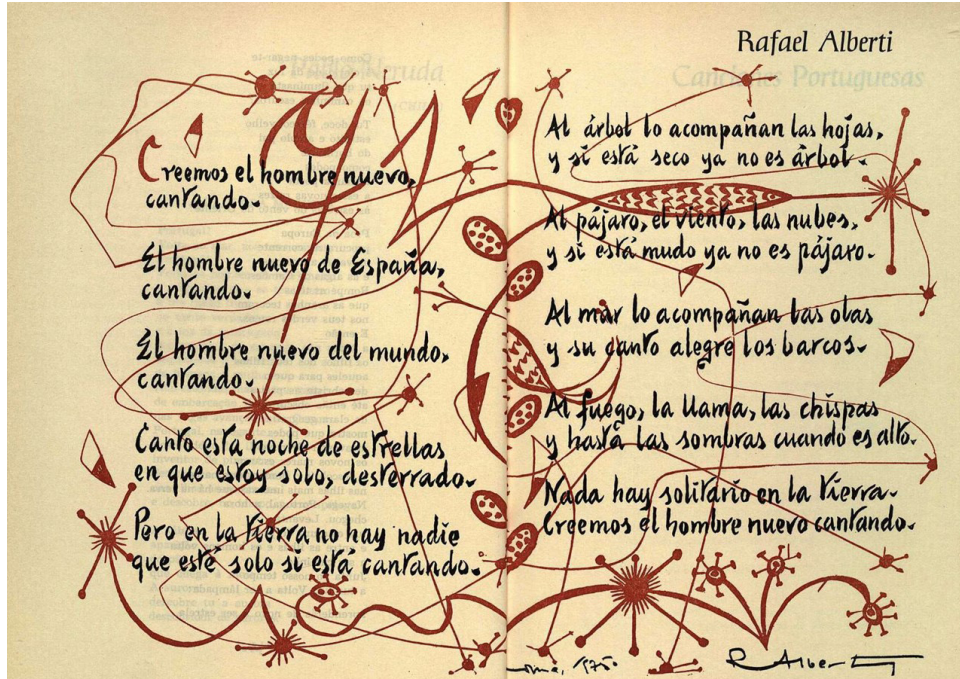 Rafael Alberti
Creemos el hombre nuevo,
cantando.
El hombre nuevo de España,
cantando.
El hombre nuevo del mundo,
cantando.
Canto esta noche de estrellas
en que estoy solo, desterrado.
Pero en la tierra no hay nadie
que esté solo si está cantando.
Al árbol lo acompañan las hojas,
y si está seco ya no es árbol.
Al pájaro, el viento, las nubes,
y si está mudo ya no es pájaro.
Al mar lo acompañan las olas
y su canto alegre los barcos.
Al fuego, la llama, las chispas
y hasta las sombras cuando es alto.
Nada hay solitario en la tierra.
Creemos el hombre nuevo cantando.
R. Alberti